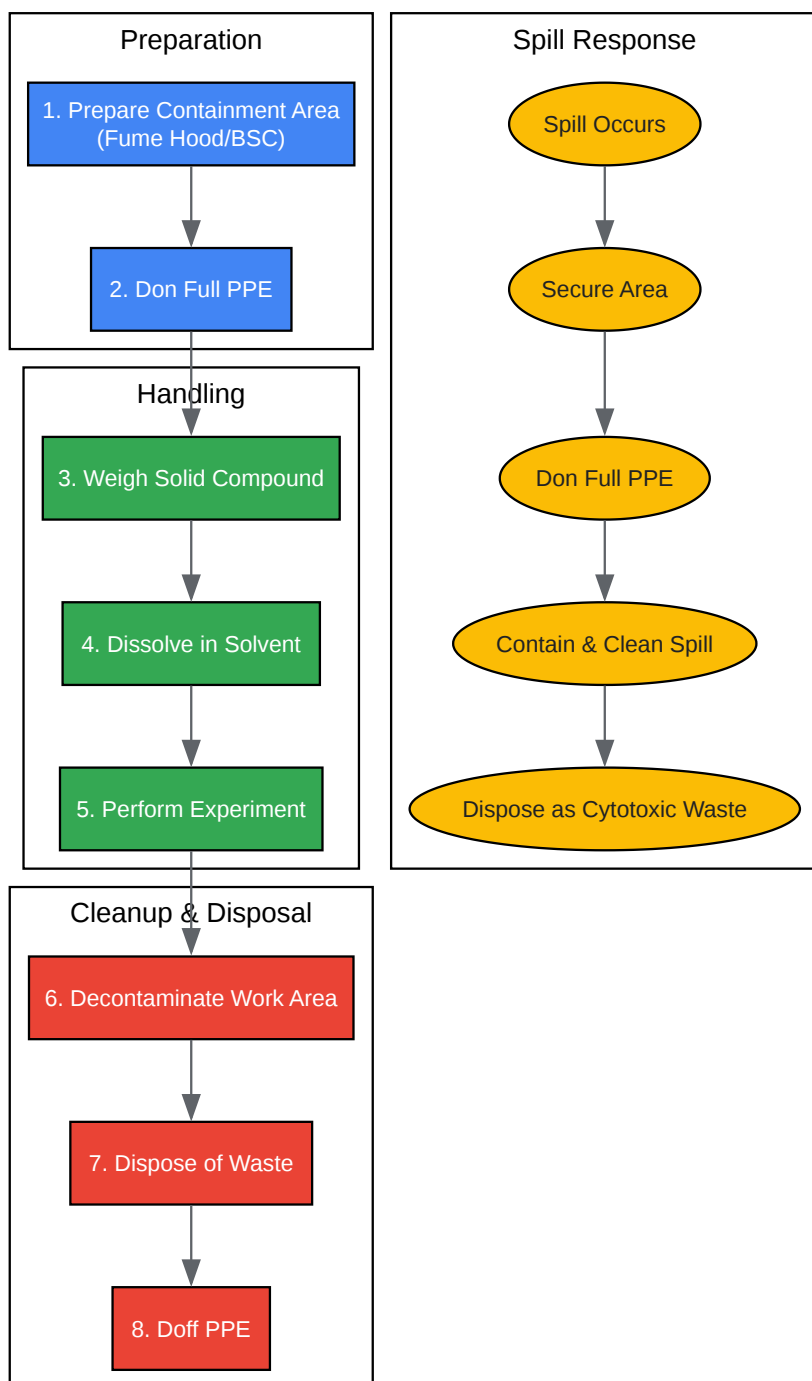 Preparation
1. Prepare Containment Area
(Fume Hood/BSC)
2. Don Full PPE
Handling
3. Weigh Solid Compound
4. Dissolve in Solvent
5. Perform Experiment
Cleanup & Disposal
6. Decontaminate Work Area
7. Dispose of Waste
8. Doff PPE
Spill Response
Spill Occurs
Secure Area
Don Full PPE
Contain & Clean Spill
Dispose as Cytotoxic Waste